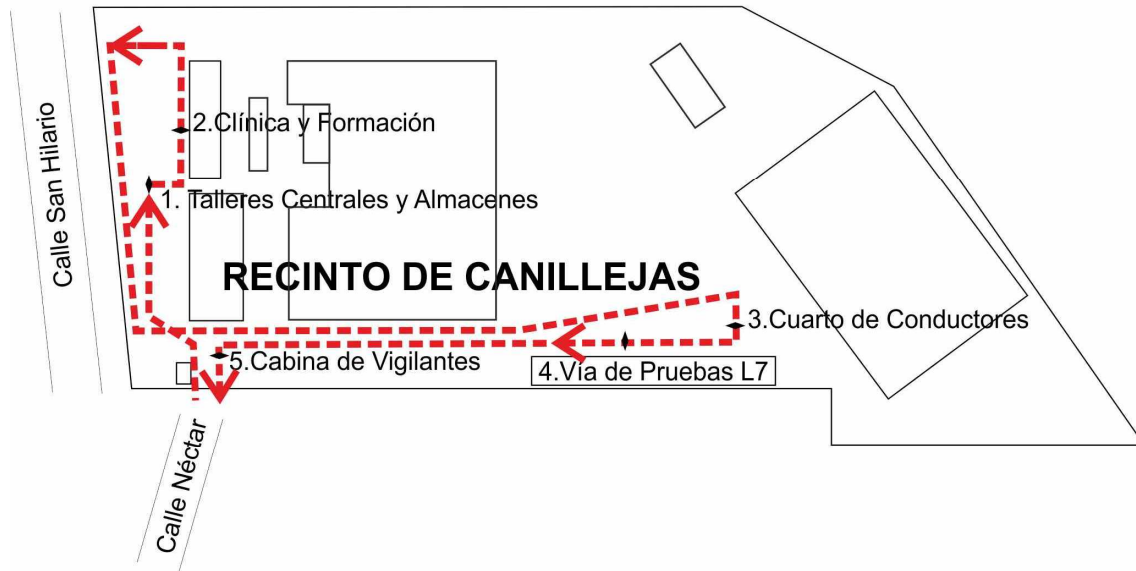 Calle San Hilario
2.Clínica y Formación
1. Talleres Centrales y Almacenes
RECINTO DE CANILLEJAS
3.Cuarto de Conductores
5.Cabina de Vigilantes
4.Vía de Pruebas L7
Calle Néctar